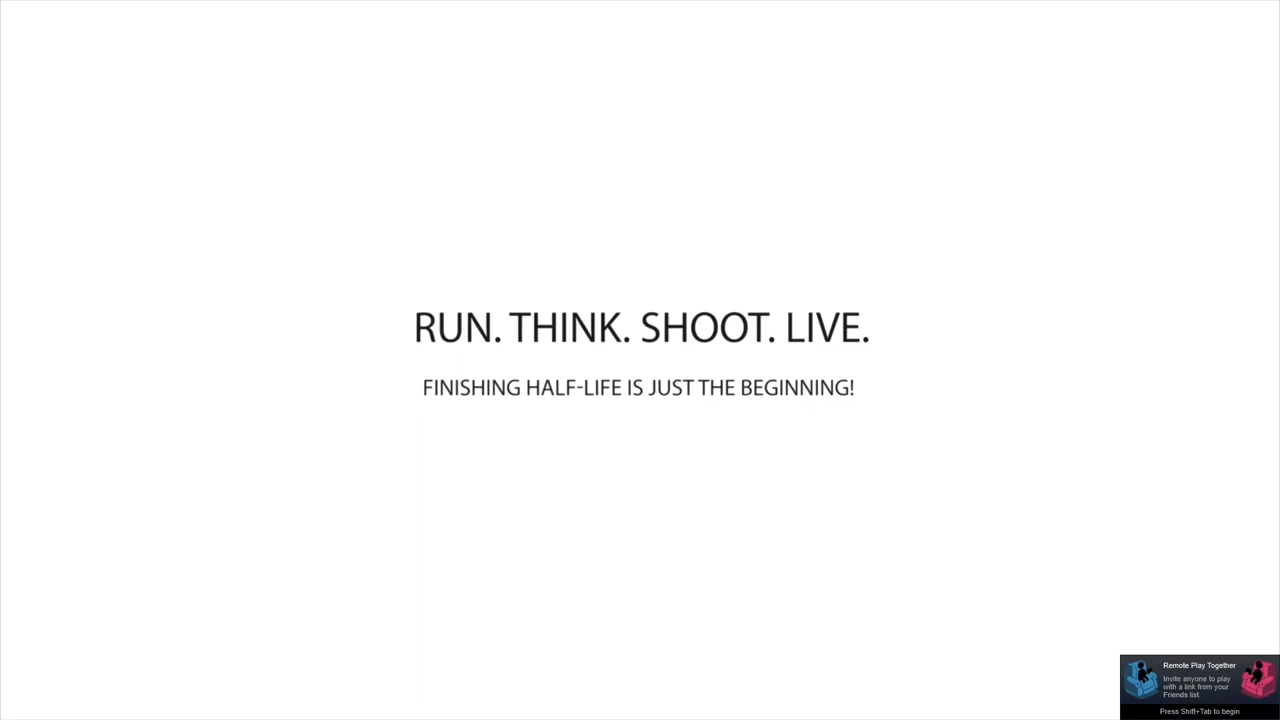 RUN. THINK. SHOOT. LIVE.
FINISHING HALF-LIFE IS JUST THE BEGINNING!
Remote Play Together
Invite anyone to play
with a link from your
Friends list
Press Shift+Tab to begin